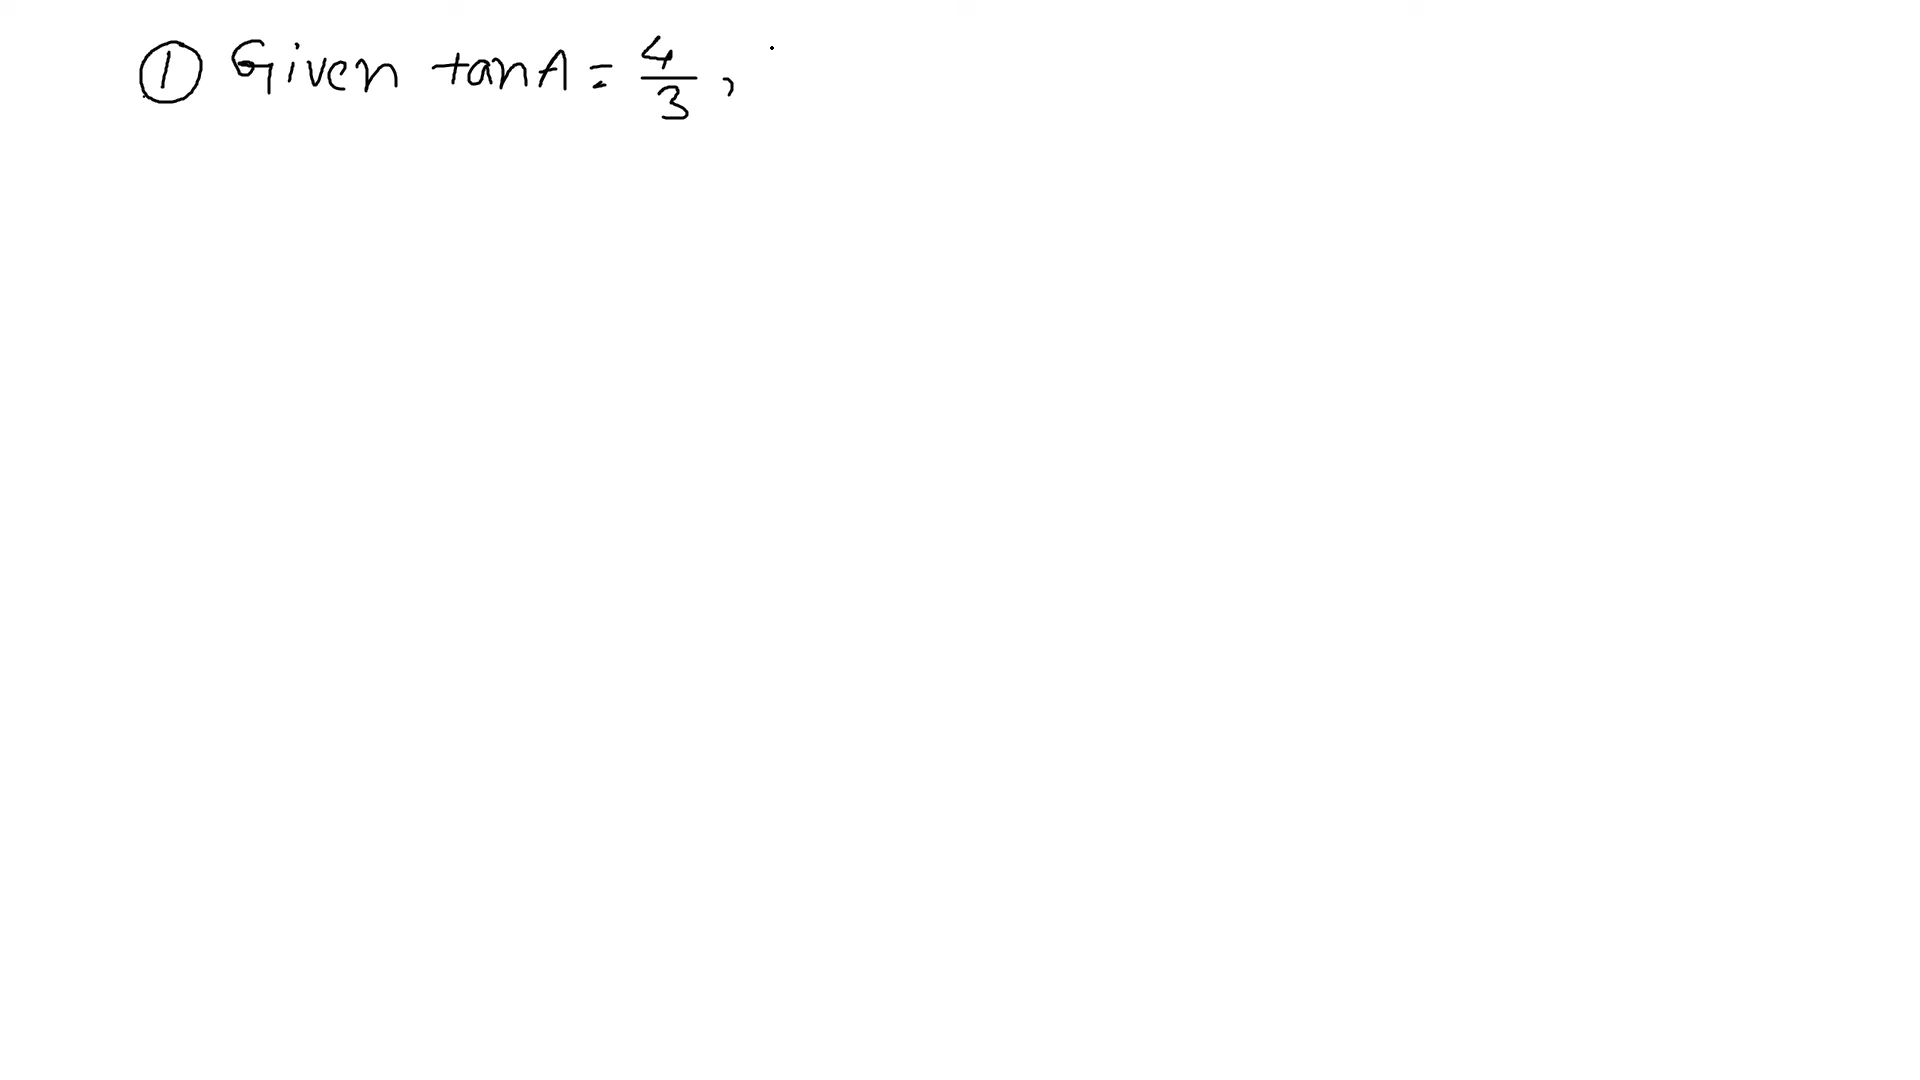 ① Given tanA = 4/3,